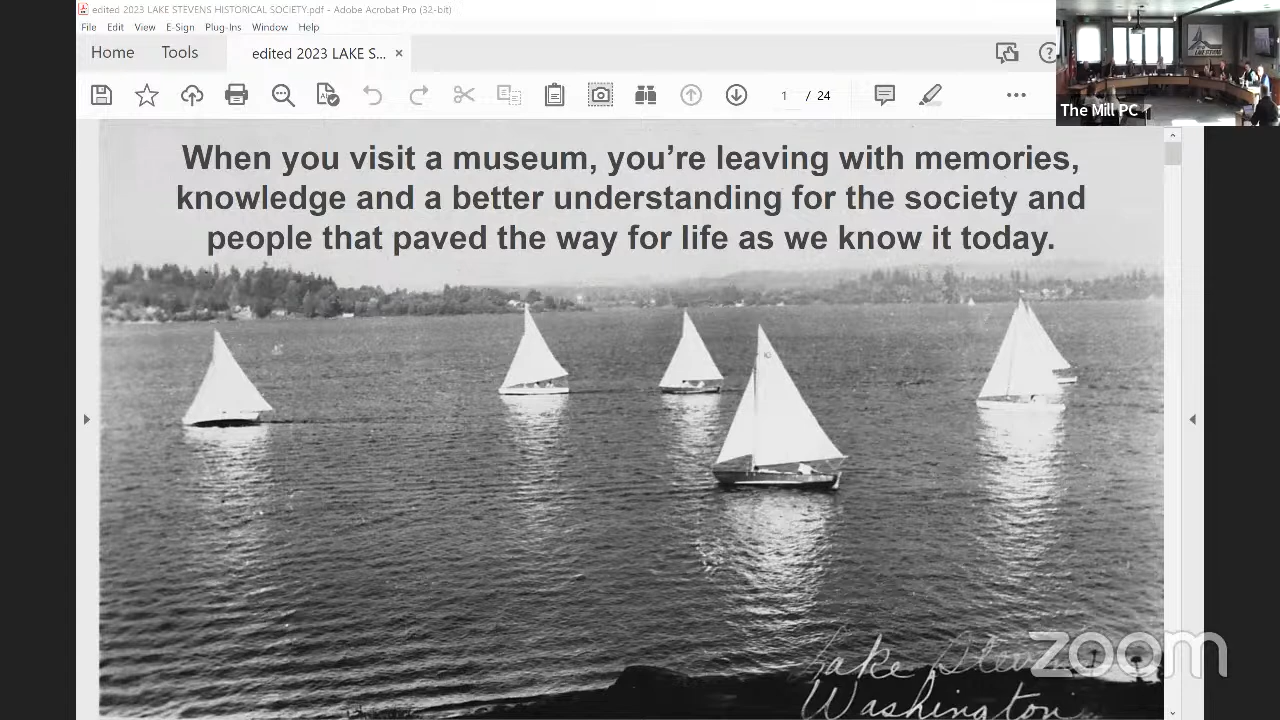 edited 2023 LAKE STEVENS HISTORICAL SOCIETY.pdf - Adobe Acrobat Pro (32-bit)
File Edit View E-Sign Plug-Ins Window Help
Home Tools edited 2023 LAKE S... ×
1 / 24
The Mill PC
When you visit a museum, you're leaving with memories,
knowledge and a better understanding for the society and
people that paved the way for life as we know it today.
Lake Stevens
zoom
Washington